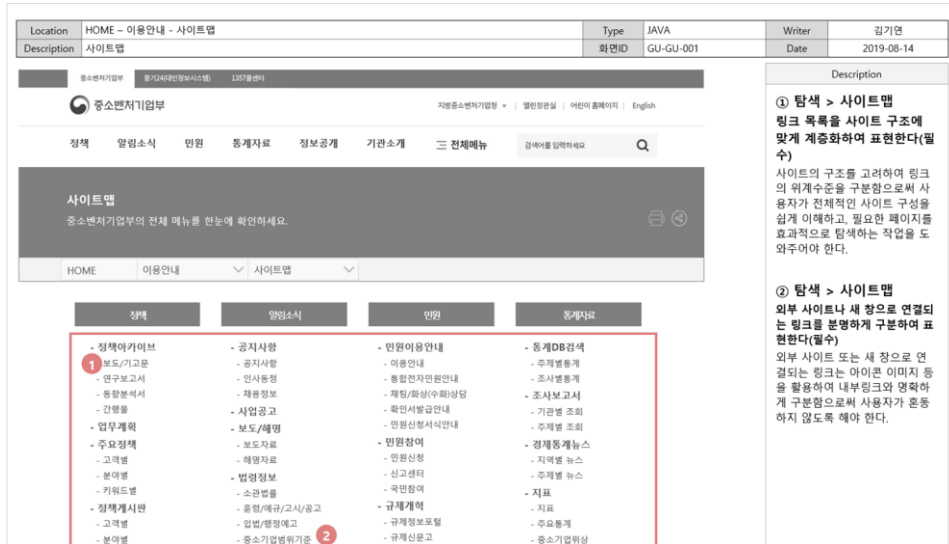 Location HOME – 이용안내 - 사이트맵 Type JAVA Writer 김기연
Description 사이트맵 화면ID GU-GU-001 Date 2019-08-14
중소벤처기업부 중기24(대민정보시스템) 1357콜센터
중소벤처기업부
지방중소벤처기업청 | 열린장관실 | 어린이 홈페이지 | English
정책 알림소식 민원 통계자료 정보공개 기관소개 전체메뉴 검색어를 입력하세요
사이트맵
중소벤처기업부의 전체 메뉴를 한눈에 확인하세요.
HOME 이용안내 사이트맵
정책 알림소식 민원 통계자료
- 정책아카이브
1 보도/기고문
- 연구보고서
- 동향분석서
- 간행물
- 업무계획
- 주요정책
- 고객별
- 분야별
- 키워드별
- 정책게시판
- 고객별
- 분야별
- 공지사항
- 공지사항
- 인사동정
- 채용정보
- 사업공고
- 보도/해명
- 보도자료
- 해명자료
- 법령정보
- 소관법률
- 훈령/예규/고시/공고
- 입법/행정예고
- 중소기업범위기준 2
- 민원이용안내
- 이용안내
- 통합전자민원안내
- 채팅/화상(수화)상담
- 확인서발급안내
- 민원신청서식안내
- 민원참여
- 민원신청
- 신고센터
- 국민참여
- 규제개혁
- 규제정보포털
- 규제신문고
- 통계DB검색
- 주제별통계
- 조사별통계
- 조사보고서
- 기관별 조회
- 주제별 조회
- 경제통계뉴스
- 지역별 뉴스
- 주제별 뉴스
- 지표
- 지표
- 주요통계
- 중소기업위상
Description
① 탐색 > 사이트맵
링크 목록을 사이트 구조에
맞게 계층화하여 표현한다(필
수)
사이트의 구조를 고려하여 링크
의 위계수준을 구분함으로써 사
용자가 전체적인 사이트 구성을
쉽게 이해하고, 필요한 페이지를
효과적으로 탐색하는 작업을 도
와주어야 한다.
② 탐색 > 사이트맵
외부 사이트나 새 창으로 연결되
는 링크를 분명하게 구분하여 표
현한다(필수)
외부 사이트 또는 새 창으로 연
결되는 링크는 아이콘 이미지 등
을 활용하여 내부링크와 명확하
게 구분함으로써 사용자가 혼동
하지 않도록 해야 한다.